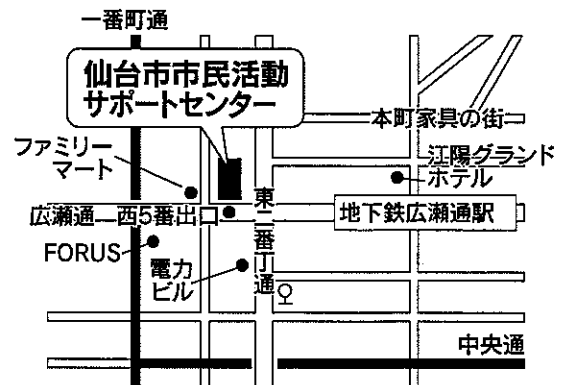 一番町通
仙台市市民活動
サポートセンター
本町家具の街
ファミリー
マート
江陽グランド
ホテル
広瀬通
西5番出口
地下鉄広瀬通駅
東二番丁通
FORUS
電力
ビル
中央通